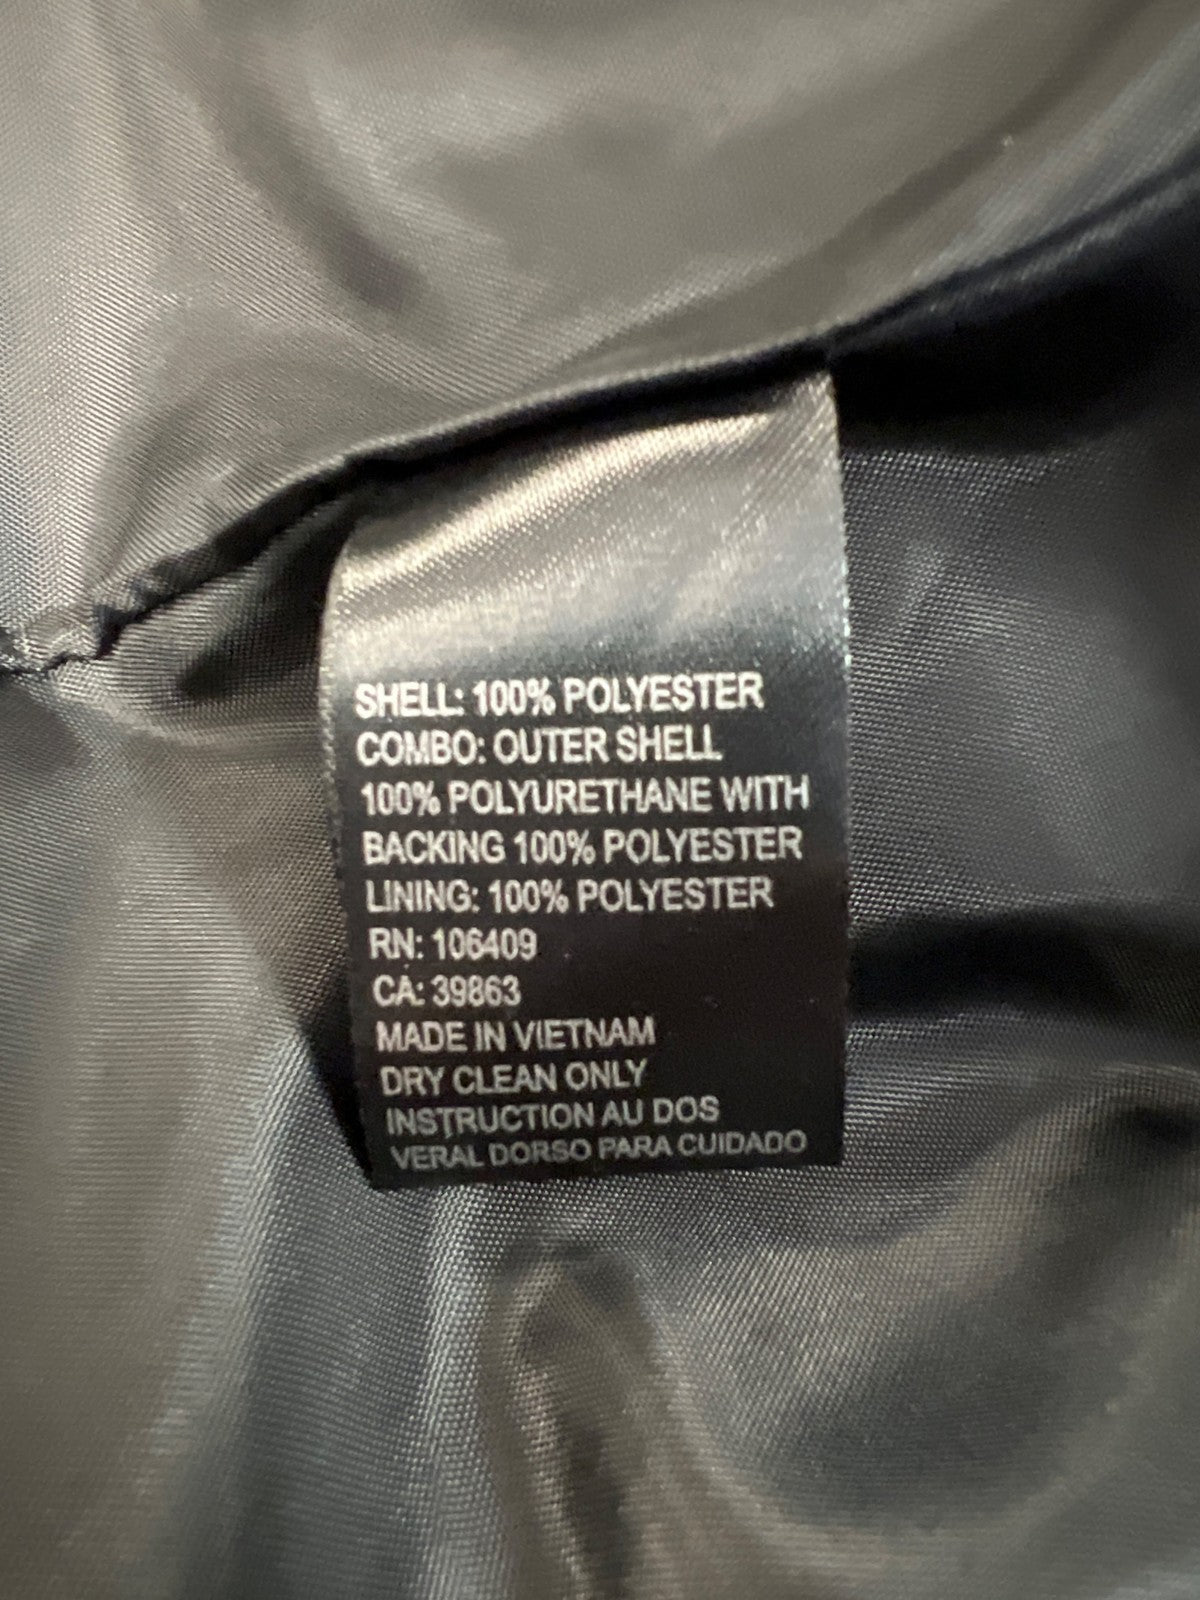 SHELL: 100% POLYESTER
COMBO: OUTER SHELL
100% POLYURETHANE WITH
BACKING 100% POLYESTER
LINING: 100% POLYESTER
RN: 106409
CA: 39863
MADE IN VIETNAM
DRY CLEAN ONLY
INSTRUCTION AU DOS
VERAL DORSO PARA CUIDADO